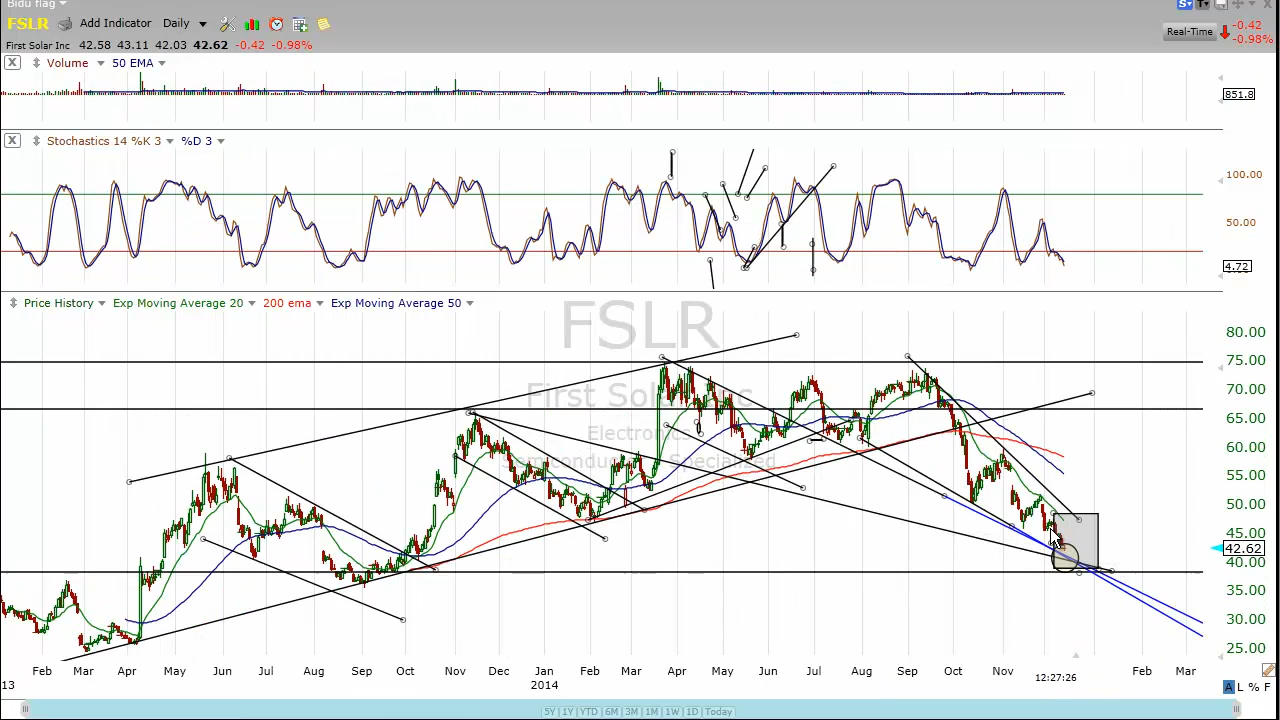 Bidu flag
S T
FSLR Add Indicator Daily
First Solar Inc 42.58 43.11 42.03 42.62 -0.42 -0.98%
Real-Time -0.42
-0.98%
X Volume 50 EMA
851.8
X Stochastics 14 %K 3 %D 3
100.00
50.00
4.72
Price History Exp Moving Average 20 200 ema Exp Moving Average 50
FSLR
First Solar Inc
Electronics
Semiconductor - Specialized
80.00
75.00
70.00
65.00
60.00
55.00
50.00
45.00
42.62
40.00
35.00
30.00
25.00
Feb Mar Apr May Jun Jul Aug Sep Oct Nov Dec Jan Feb Mar Apr May Jun Jul Aug Sep Oct Nov 12:27:26 Feb Mar
13 2014
A L % F
5Y 1Y YTD 6M 3M 1M 1W 1D Today